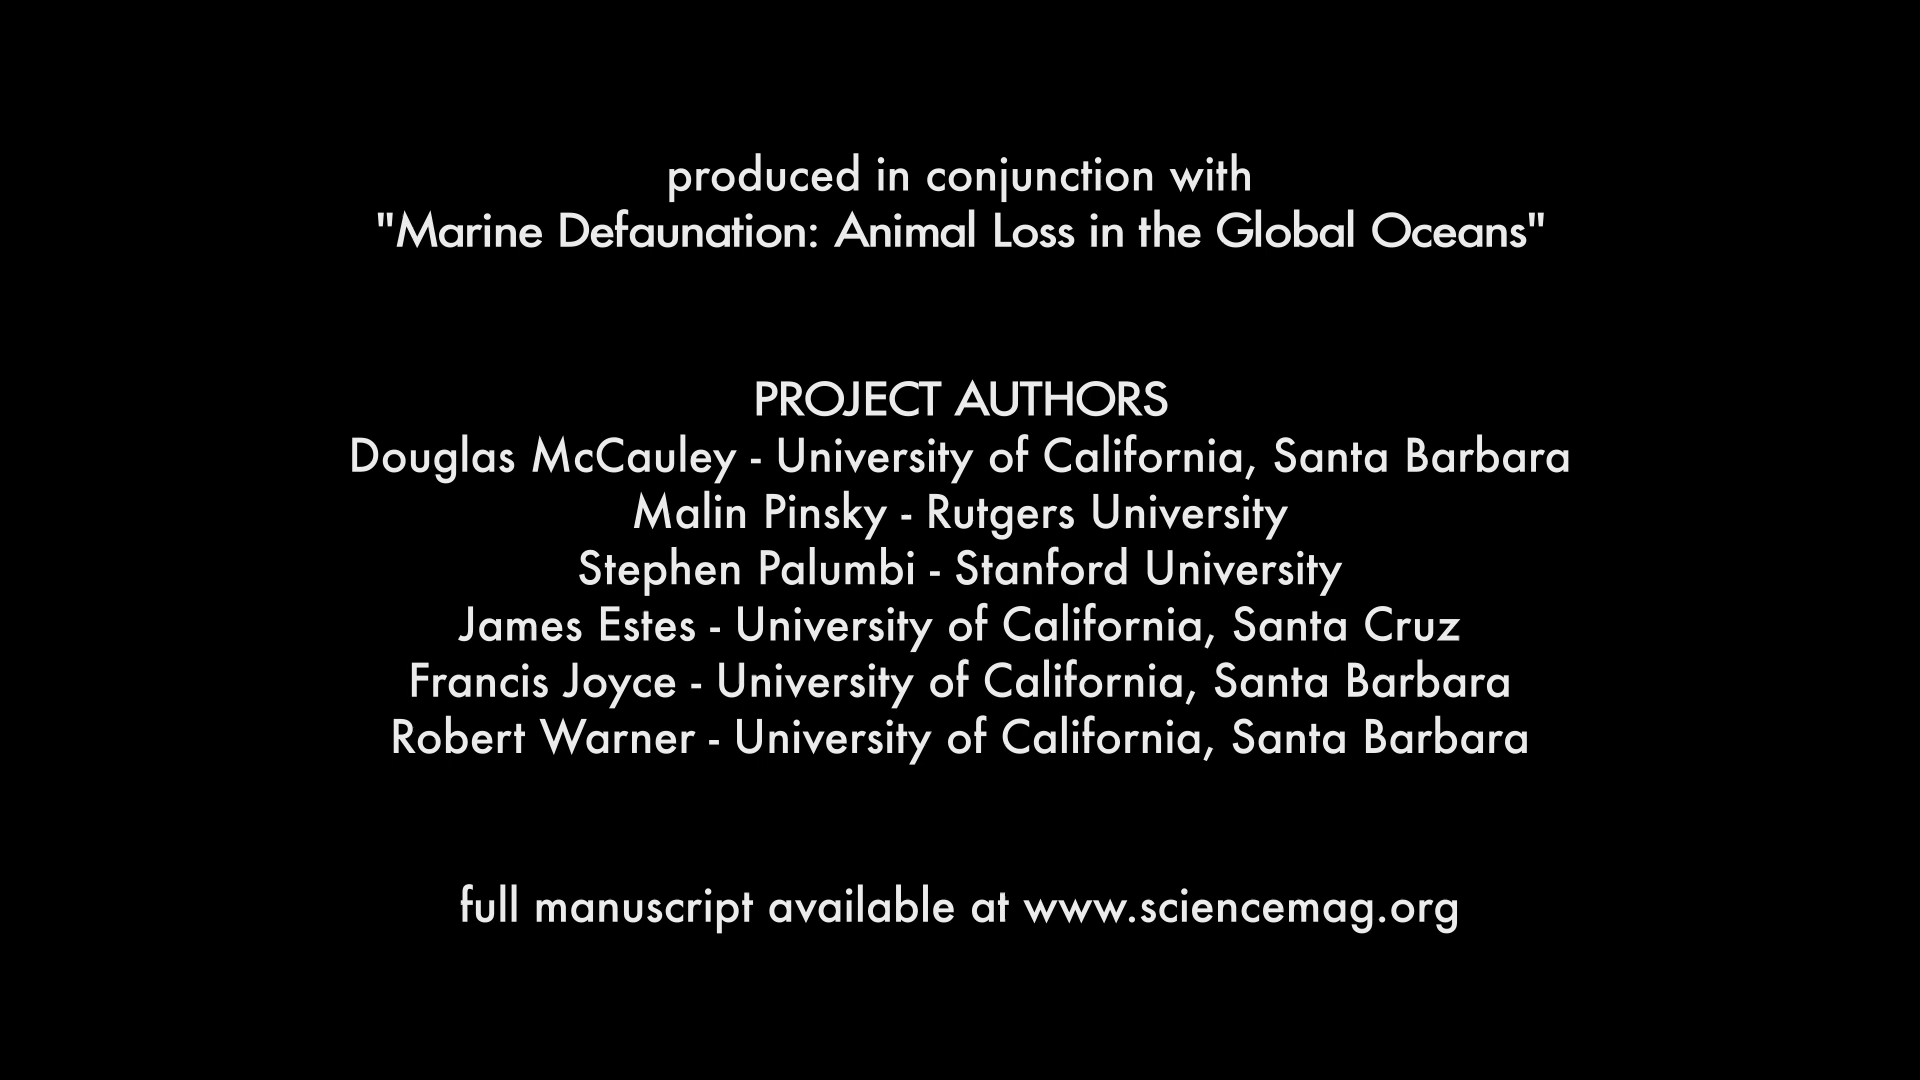 produced in conjunction with
"Marine Defaunation: Animal Loss in the Global Oceans"
PROJECT AUTHORS
Douglas McCauley - University of California, Santa Barbara
Malin Pinsky - Rutgers University
Stephen Palumbi - Stanford University
James Estes - University of California, Santa Cruz
Francis Joyce - University of California, Santa Barbara
Robert Warner - University of California, Santa Barbara
full manuscript available at www.sciencemag.org